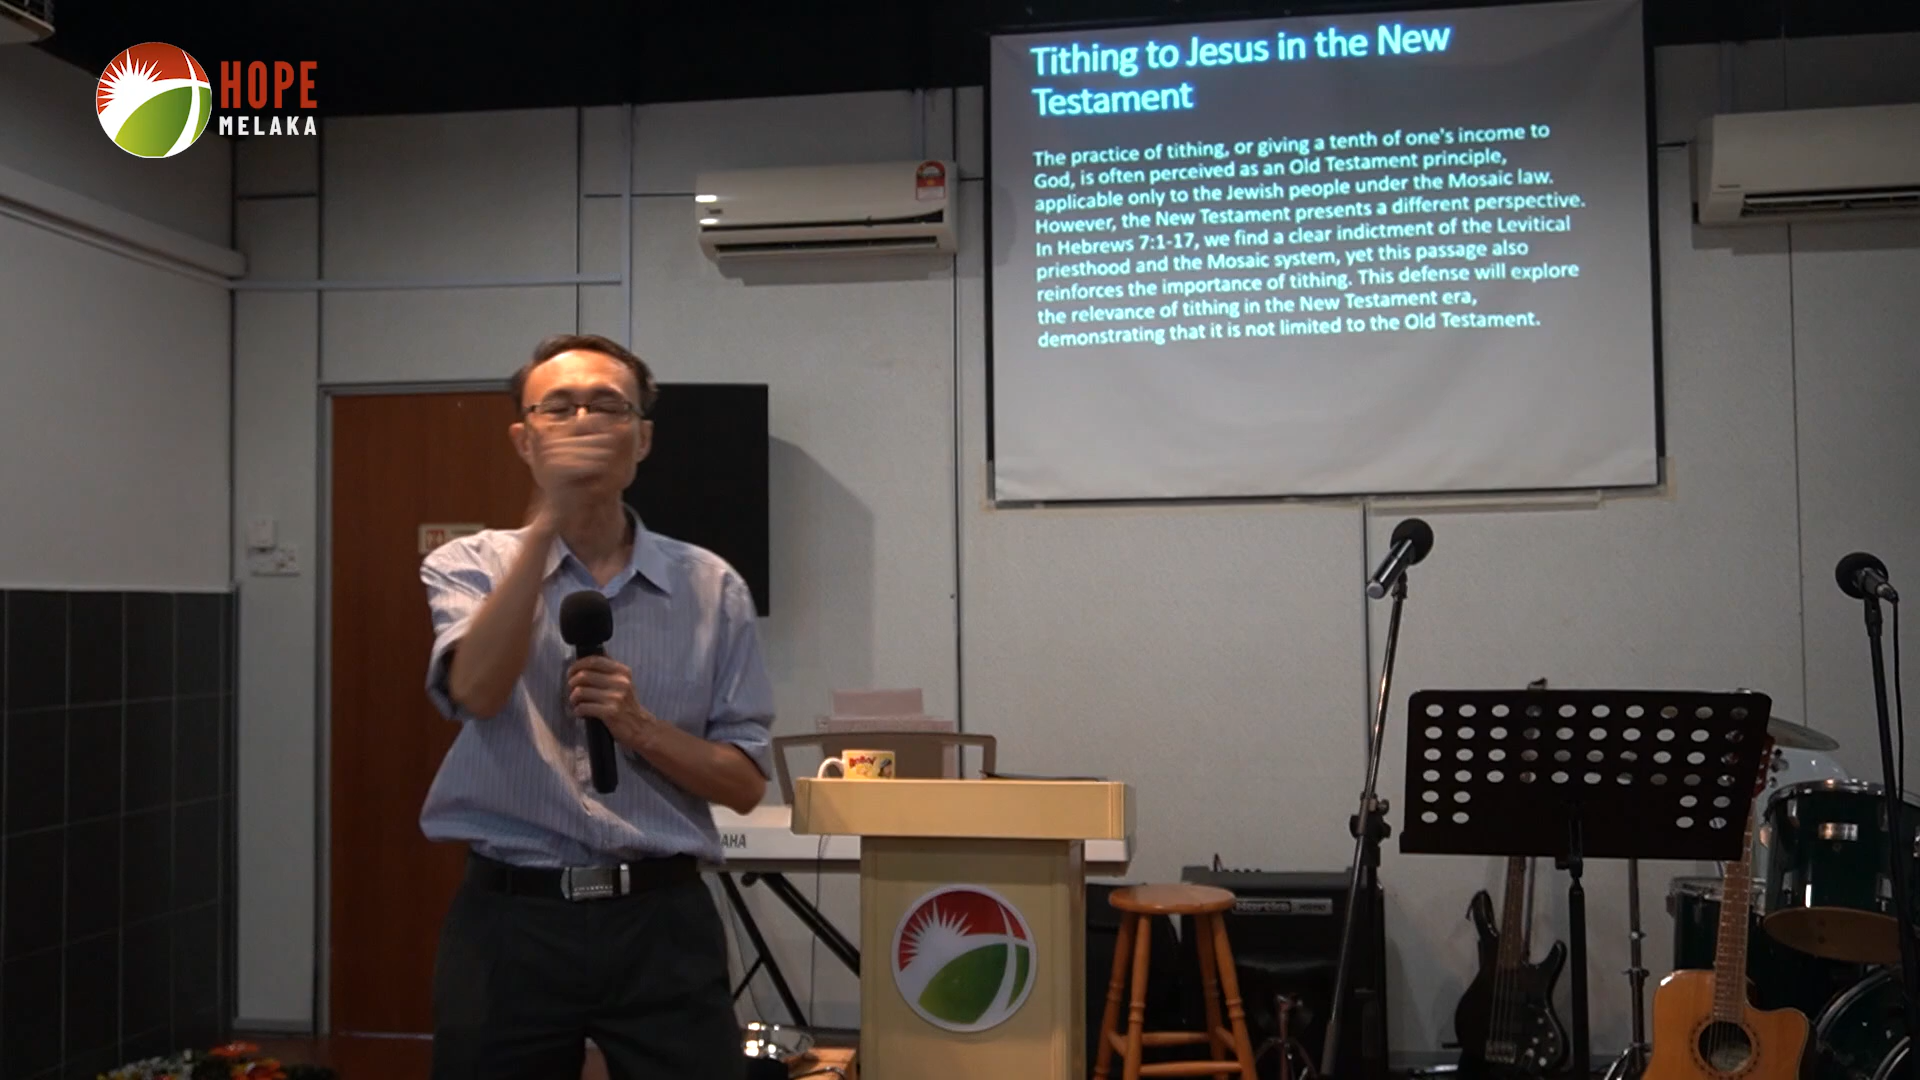 HOPE
MELAKA
Tithing to Jesus in the New
Testament
The practice of tithing, or giving a tenth of one's income to
God, is often perceived as an Old Testament principle,
applicable only to the Jewish people under the Mosaic law.
However, the New Testament presents a different perspective.
In Hebrews 7:1-17, we find a clear indictment of the Levitical
priesthood and the Mosaic system, yet this passage also
reinforces the importance of tithing. This defense will explore
the relevance of tithing in the New Testament era,
demonstrating that it is not limited to the Old Testament.
AHA
Hartke